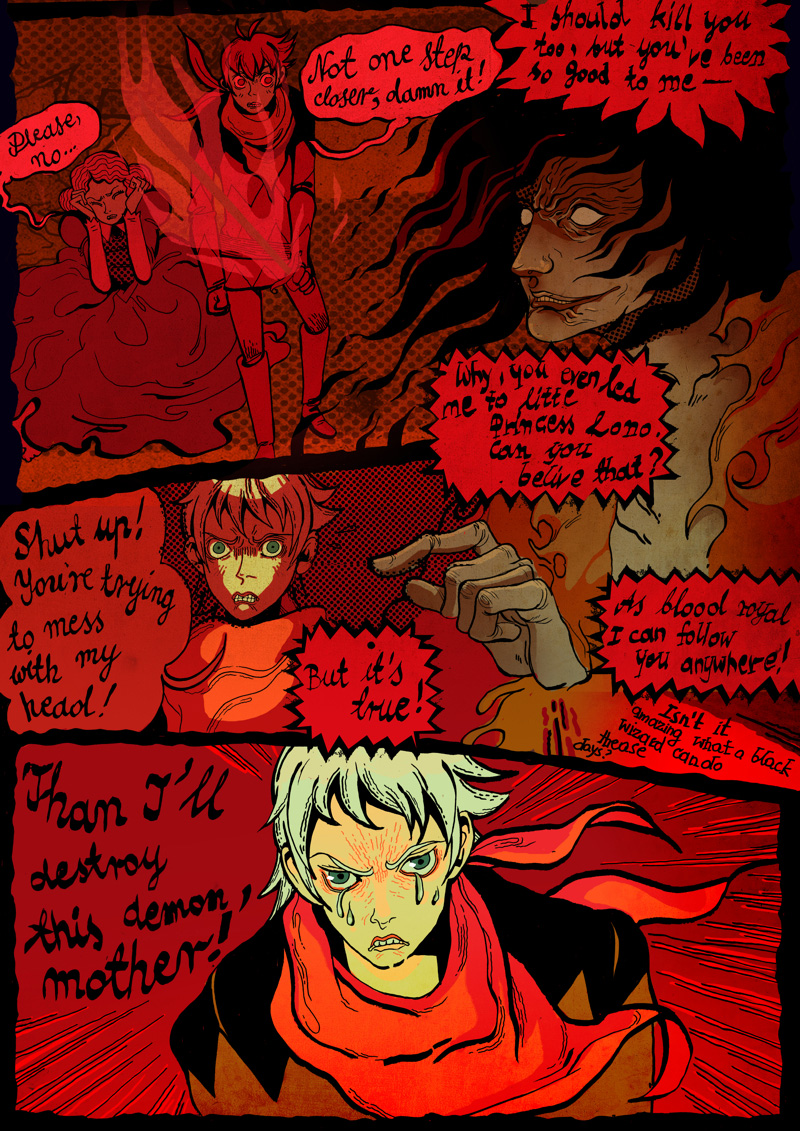 I should kill you
too, but you've been
so good to me —
Not one step
closer, damn it!
Please,
no...
Why, you even led
me to little
Princess Lono.
Can you
belive that?
Shut up!
You're trying
to mess
with my
head!
But it's
true!
As blood royal
I can follow
you anywhere!
Isn't it
amazing what a black
wizard can do
thease
days?
Than I'll
destroy
this demon,
mother!